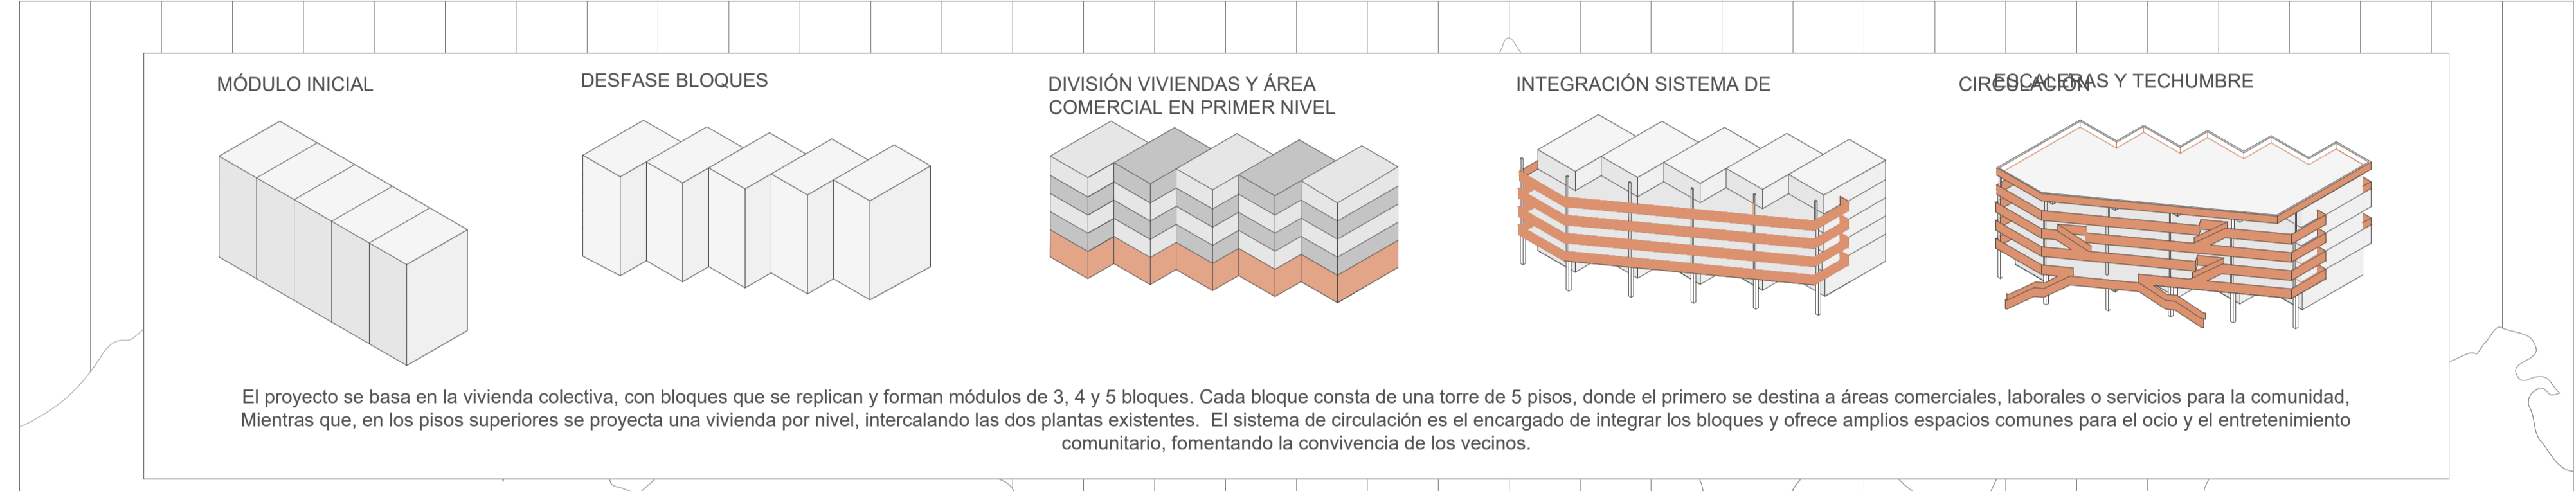 MÓDULO INICIAL
DESFASE BLOQUES
DIVISIÓN VIVIENDAS Y ÁREA
COMERCIAL EN PRIMER NIVEL
INTEGRACIÓN SISTEMA DE CIRCULACIÓN
ESCALERAS Y TECHUMBRE
El proyecto se basa en la vivienda colectiva, con bloques que se replican y forman módulos de 3, 4 y 5 bloques. Cada bloque consta de una torre de 5 pisos, donde el primero se destina a áreas comerciales, laborales o servicios para la comunidad,
Mientras que, en los pisos superiores se proyecta una vivienda por nivel, intercalando las dos plantas existentes.  El sistema de circulación es el encargado de integrar los bloques y ofrece amplios espacios comunes para el ocio y el entretenimiento
comunitario, fomentando la convivencia de los vecinos.